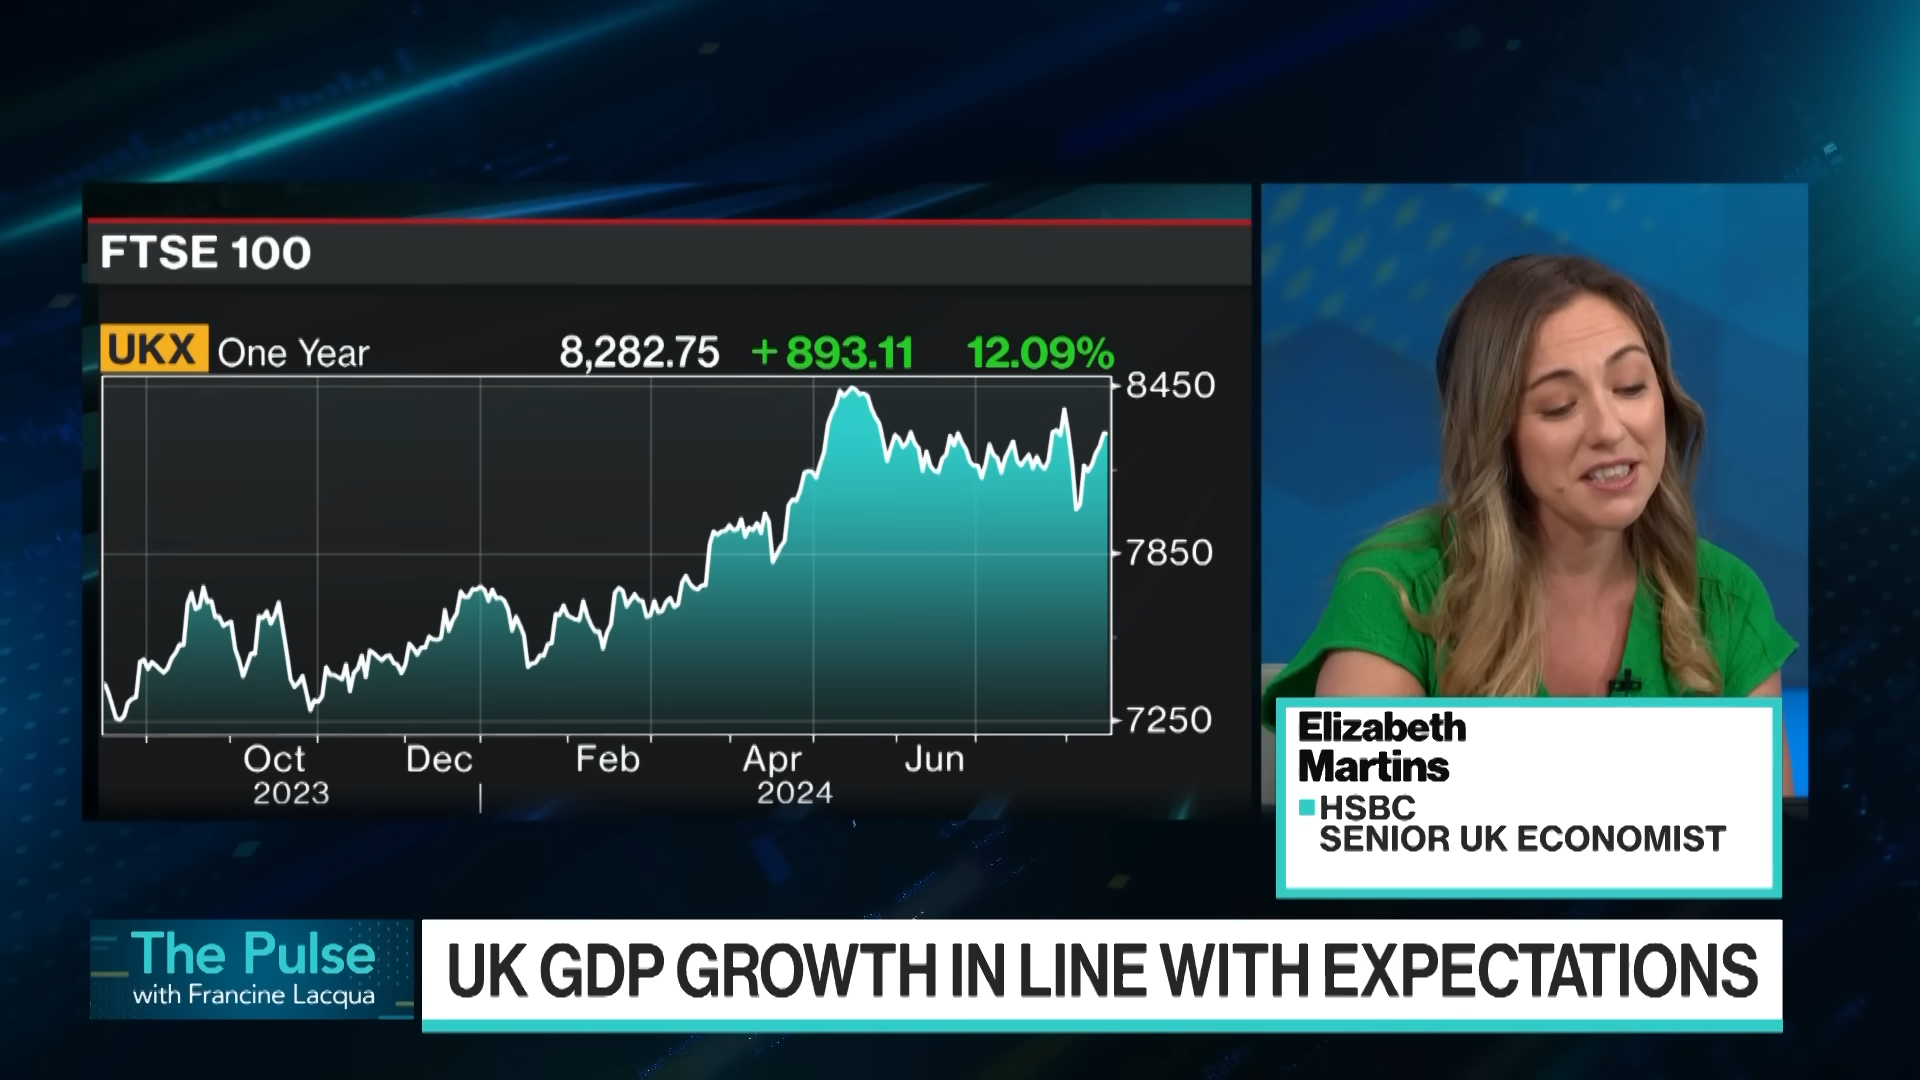 FTSE 100
UKX One Year 8,282.75 +893.11 12.09%
8450
7850
7250
Oct Dec Feb Apr Jun
2023 2024
Elizabeth
Martins
HSBC
SENIOR UK ECONOMIST
The Pulse
with Francine Lacqua
UK GDP GROWTH IN LINE WITH EXPECTATIONS